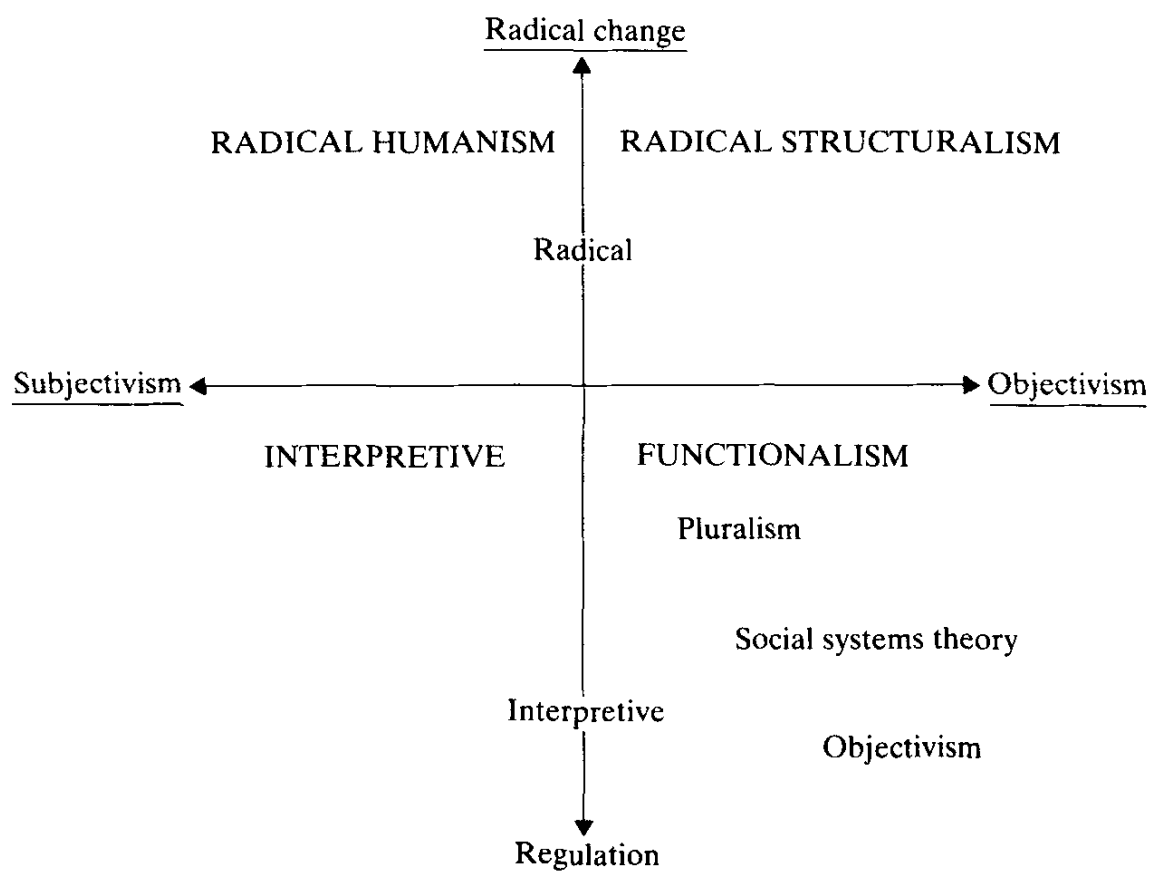 Radical change
RADICAL HUMANISM RADICAL STRUCTURALISM
Radical
Subjectivism Objectivism
INTERPRETIVE FUNCTIONALISM
Pluralism
Social systems theory
Interpretive
Objectivism
Regulation